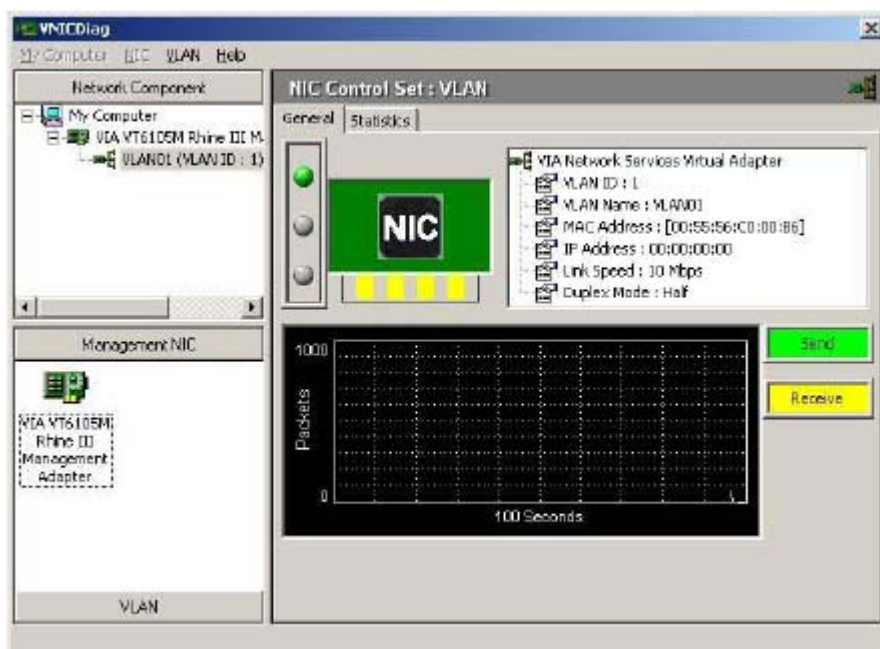 VNICDiag
My Computer NIC VLAN Help
Network Component
My Computer
VIA VT6105M Rhine III M
VLAN01 (VLAN ID : 1)
Management NIC
VIA VT6105M
Rhine III
Management
Adapter
VLAN
NIC Control Set : VLAN
General Statistics
NIC
VIA Network Services Virtual Adapter
VLAN ID : 1
VLAN Name : VLAN01
MAC Address : [00:55:56:C0:00:B6]
IP Address : 00:00:00:00
Link Speed : 10 Mbps
Duplex Mode : Half
1000
Packets
0
100 Seconds
Send
Receive